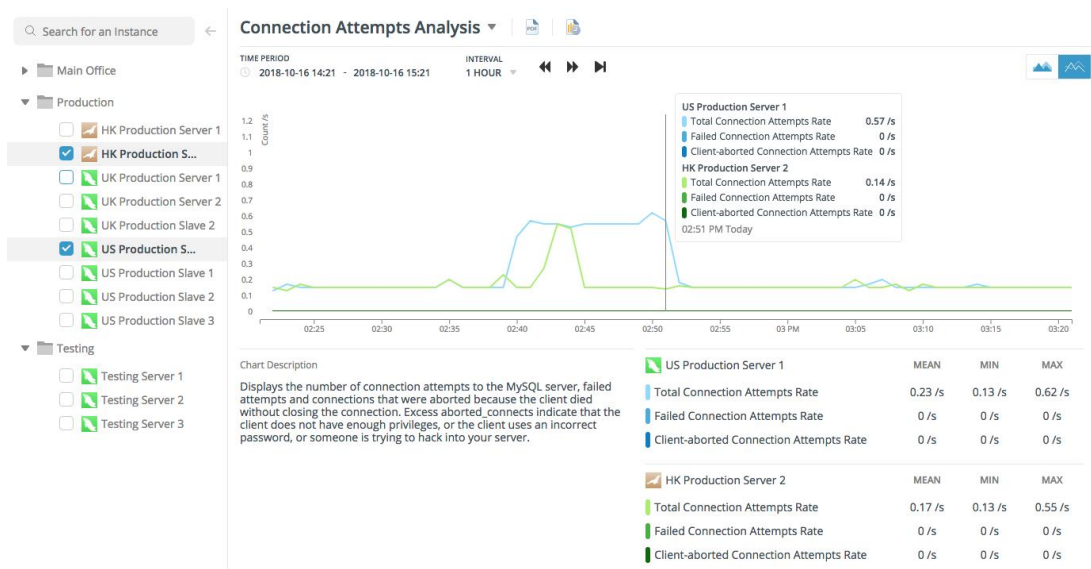 Search for an Instance
Main Office
Production
HK Production Server 1
HK Production S...
UK Production Server 1
UK Production Server 2
UK Production Slave 2
US Production S...
US Production Slave 1
US Production Slave 2
US Production Slave 3
Testing
Testing Server 1
Testing Server 2
Testing Server 3
Connection Attempts Analysis
PDF
TIME PERIOD
2018-10-16 14:21 - 2018-10-16 15:21
INTERVAL
1 HOUR
Count /s
1.2
1.1
1
0.9
0.8
0.7
0.6
0.5
0.4
0.3
0.2
0.1
0
02:25 02:30 02:35 02:40 02:45 02:50 02:55 03 PM 03:05 03:10 03:15 03:20
US Production Server 1
Total Connection Attempts Rate 0.57 /s
Failed Connection Attempts Rate 0 /s
Client-aborted Connection Attempts Rate 0 /s
HK Production Server 2
Total Connection Attempts Rate 0.14 /s
Failed Connection Attempts Rate 0 /s
Client-aborted Connection Attempts Rate 0 /s
02:51 PM Today
Chart Description
Displays the number of connection attempts to the MySQL server, failed
attempts and connections that were aborted because the client died
without closing the connection. Excess aborted_connects indicate that the
client does not have enough privileges, or the client uses an incorrect
password, or someone is trying to hack into your server.
US Production Server 1 MEAN MIN MAX
Total Connection Attempts Rate 0.23 /s 0.13 /s 0.62 /s
Failed Connection Attempts Rate 0 /s 0 /s 0 /s
Client-aborted Connection Attempts Rate 0 /s 0 /s 0 /s
HK Production Server 2 MEAN MIN MAX
Total Connection Attempts Rate 0.17 /s 0.13 /s 0.55 /s
Failed Connection Attempts Rate 0 /s 0 /s 0 /s
Client-aborted Connection Attempts Rate 0 /s 0 /s 0 /s